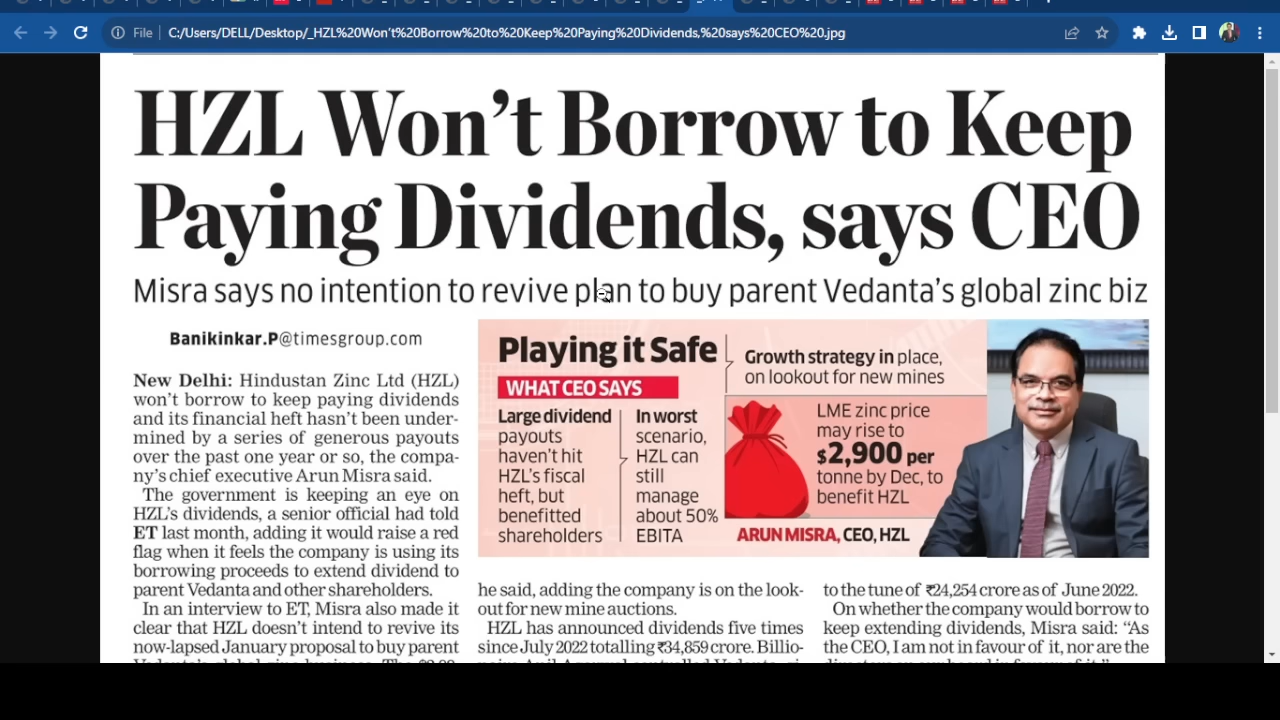 File
C:/Users/DELL/Desktop/_HZL%20Won't%20Borrow%20to%20Keep%20Paying%20Dividends,%20says%20CEO%20.jpg
HZL Won't Borrow to Keep
Paying Dividends, says CEO
Misra says no intention to revive plan to buy parent Vedanta's global zinc biz
Banikinkar.P@timesgroup.com
New Delhi: Hindustan Zinc Ltd (HZL)
won't borrow to keep paying dividends
and its financial heft hasn't been under-
mined by a series of generous payouts
over the past one year or so, the compa-
ny's chief executive Arun Misra said.
The government is keeping an eye on
HZL's dividends, a senior official had told
ET last month, adding it would raise a red
flag when it feels the company is using its
borrowing proceeds to extend dividend to
parent Vedanta and other shareholders.
In an interview to ET, Misra also made it
clear that HZL doesn't intend to revive its
now-lapsed January proposal to buy parent
Playing it Safe
WHAT CEO SAYS
Large dividend
payouts
haven't hit
HZL's fiscal
heft, but
benefitted
shareholders
In worst
scenario,
HZL can
still
manage
about 50%
EBITA
Growth strategy in place,
on lookout for new mines
LME zinc price
may rise to
$2,900 per
tonne by Dec, to
benefit HZL
ARUN MISRA, CEO, HZL
he said, adding the company is on the look-
out for new mine auctions.
HZL has announced dividends five times
since July 2022 totalling ₹34,859 crore. Billio-
to the tune of ₹24,254 crore as of June 2022.
On whether the company would borrow to
keep extending dividends, Misra said: "As
the CEO, I am not in favour of it, nor are the